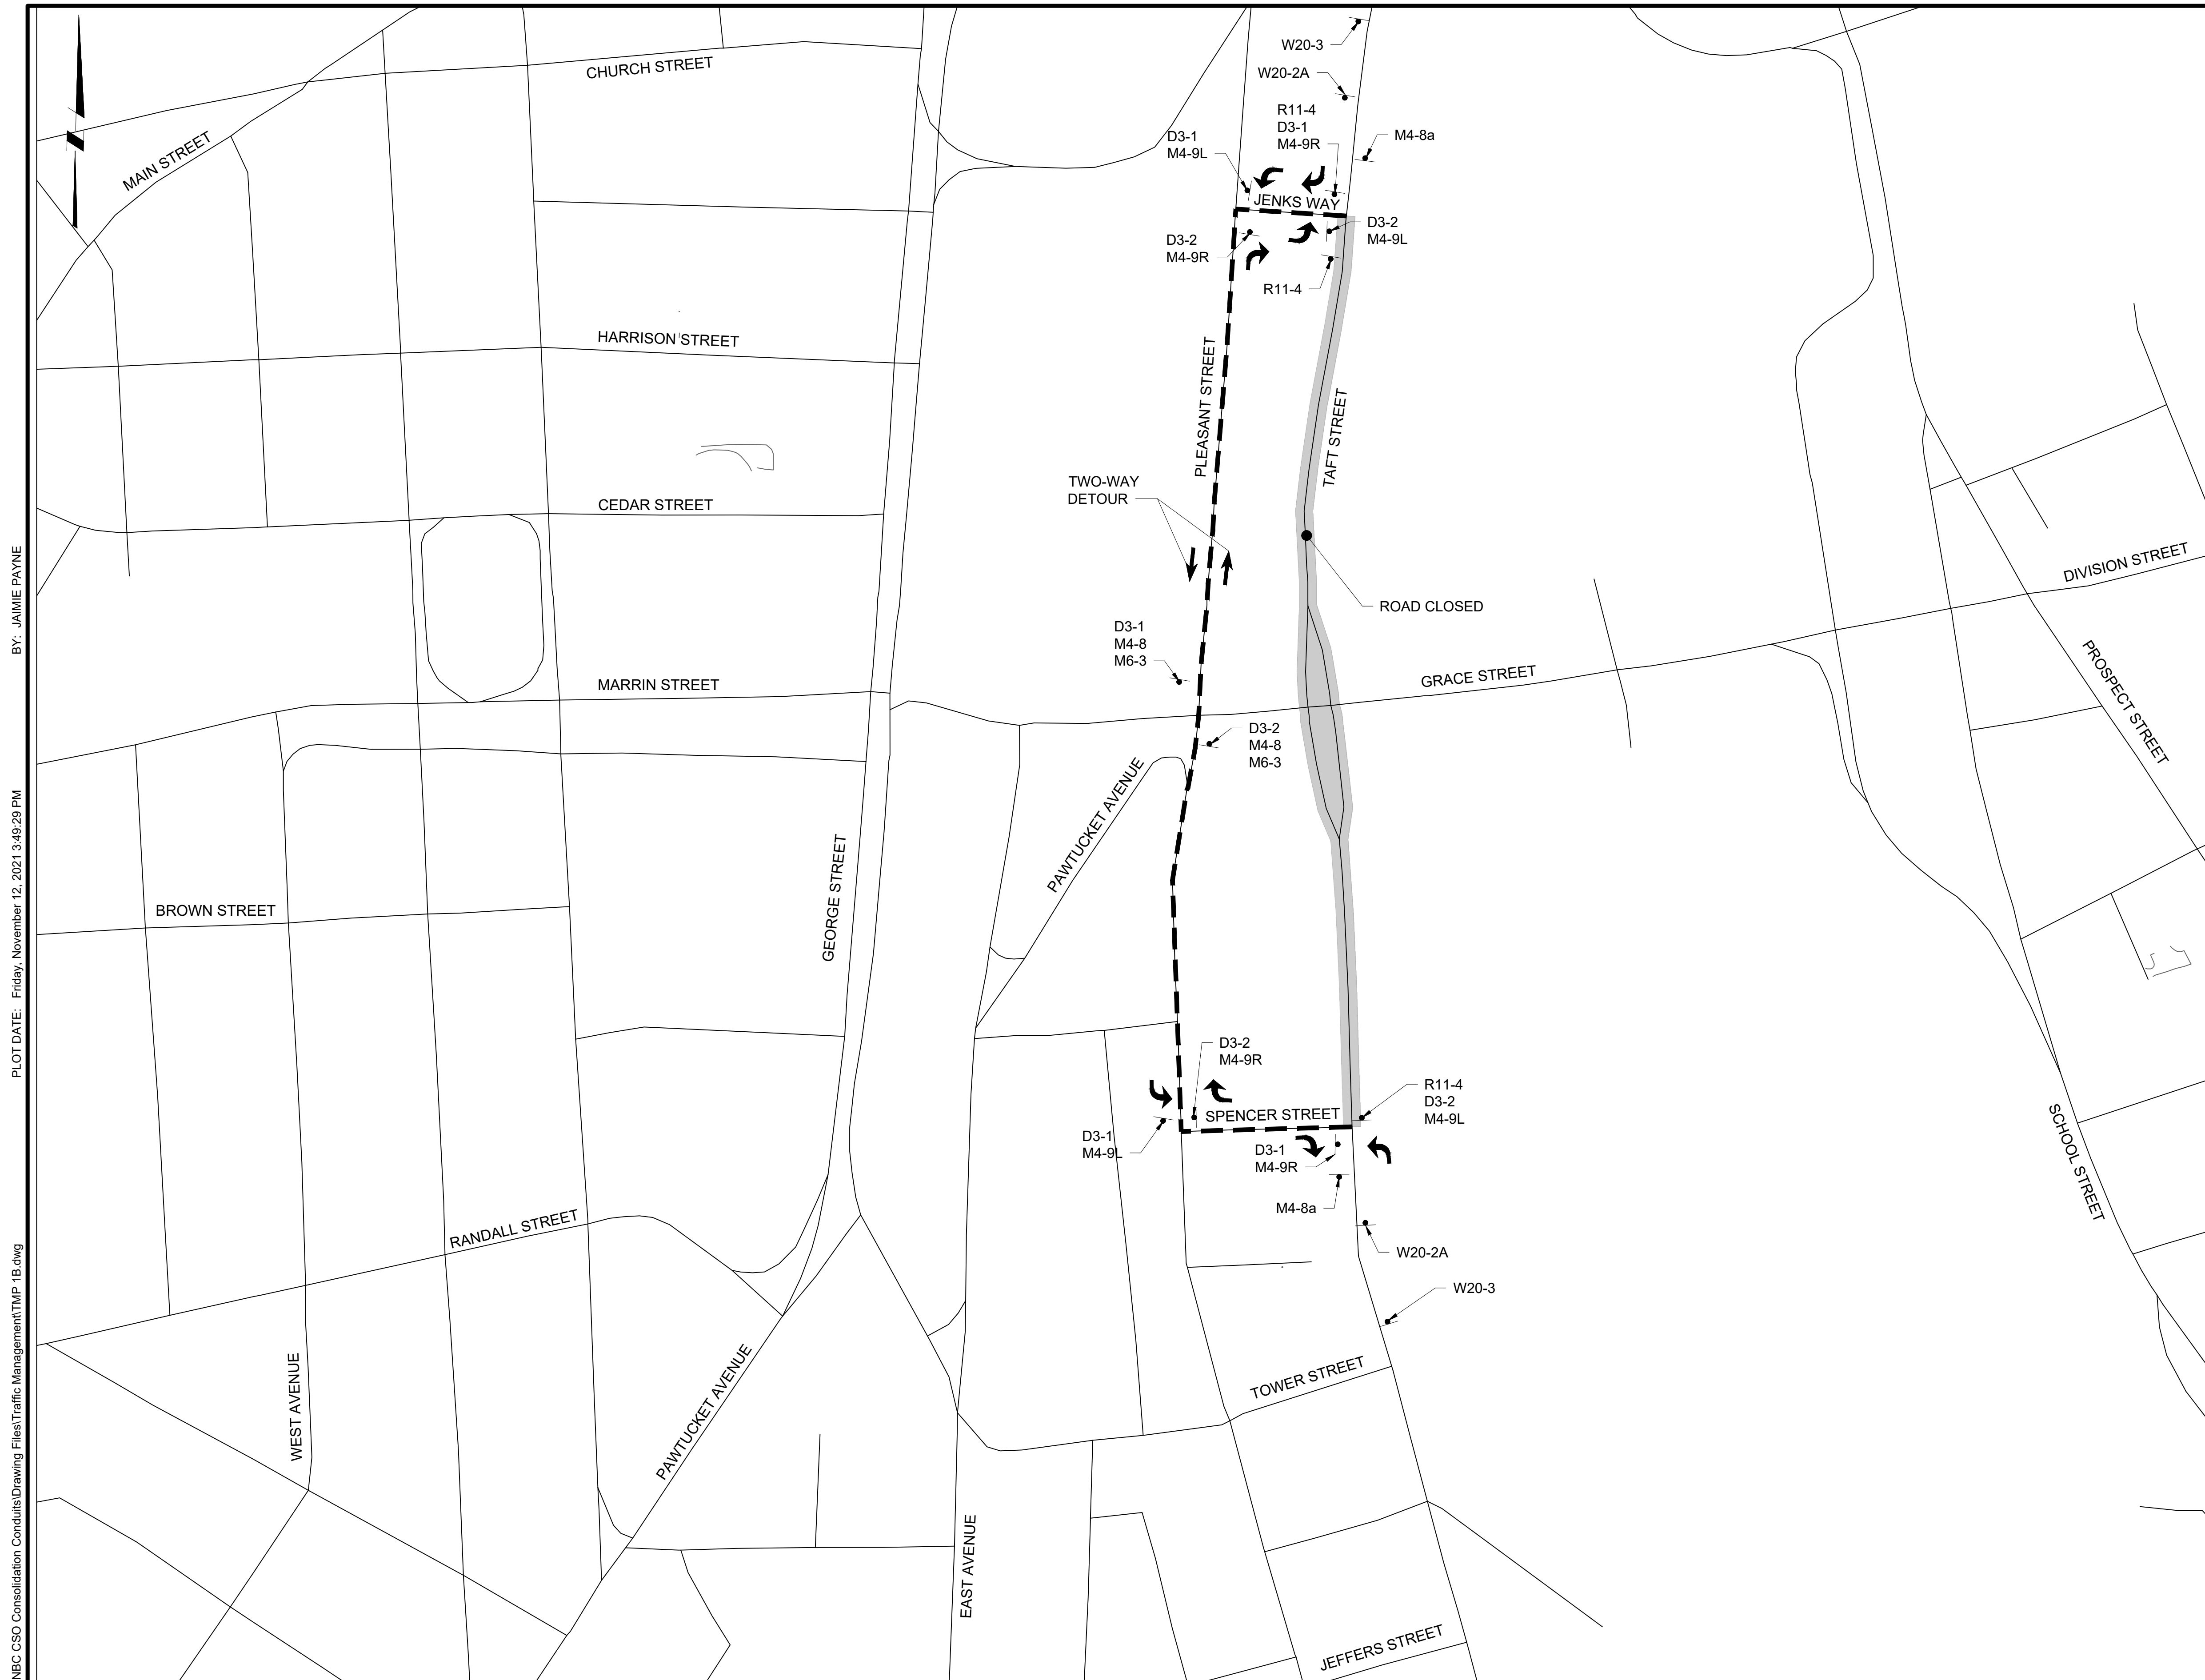 W20-3
CHURCH STREET
W20-2A
R11-4
D3-1
M4-9R
D3-1
M4-9L
M4-8a
MAIN STREET
JENKS WAY
D3-2
M4-9L
D3-2
M4-9R
R11-4
HARRISON STREET
PLEASANT STREET
TAFT STREET
TWO-WAY
DETOUR
CEDAR STREET
BY: JAIMIE PAYNE
DIVISION STREET
ROAD CLOSED
D3-1
M4-8
M6-3
GRACE STREET
MARRIN STREET
PROSPECT STREET
D3-2
M4-8
M6-3
PAWTUCKET AVENUE
GEORGE STREET
PLOT DATE: Friday, November 12, 2021 3:49:29 PM
BROWN STREET
D3-2
M4-9R
R11-4
D3-2
M4-9L
SPENCER STREET
D3-1
M4-9L
D3-1
M4-9R
SCHOOL STREET
M4-8a
RANDALL STREET
W20-2A
W20-3
WEST AVENUE
PAWTUCKET AVENUE
TOWER STREET
EAST AVENUE
JEFFERS STREET
NBC CSO Consolidation Conduits\Drawing Files\Traffic Management\TMP 1B.dwg